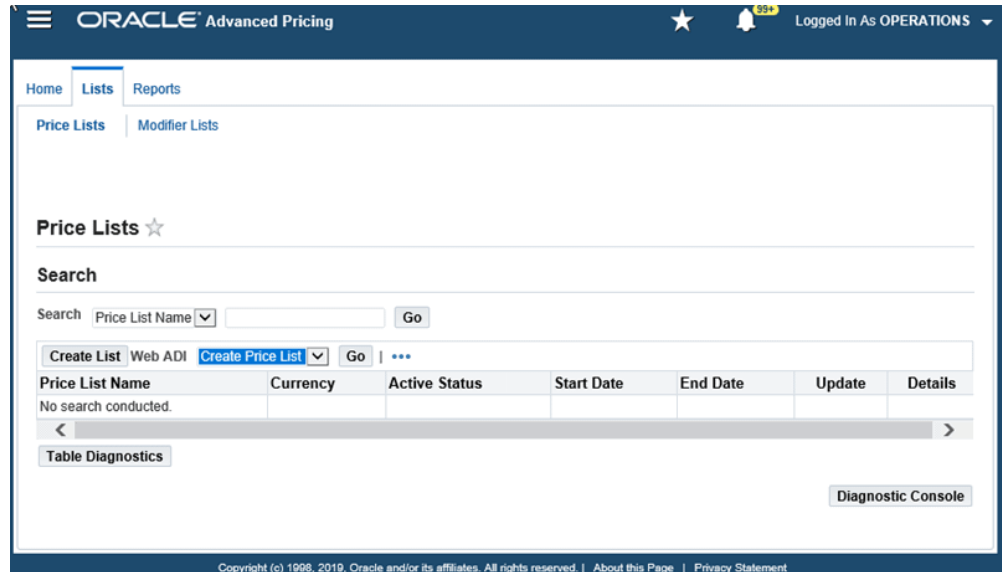 ORACLE® Advanced Pricing 99+ Logged In As OPERATIONS
Home Lists Reports
Price Lists Modifier Lists
Price Lists
Search
Search Price List Name Go
Create List Web ADI Create Price List Go | •••
Price List Name Currency Active Status Start Date End Date Update Details
No search conducted.
Table Diagnostics
Diagnostic Console
Copyright (c) 1998, 2019, Oracle and/or its affiliates. All rights reserved. | About this Page | Privacy Statement